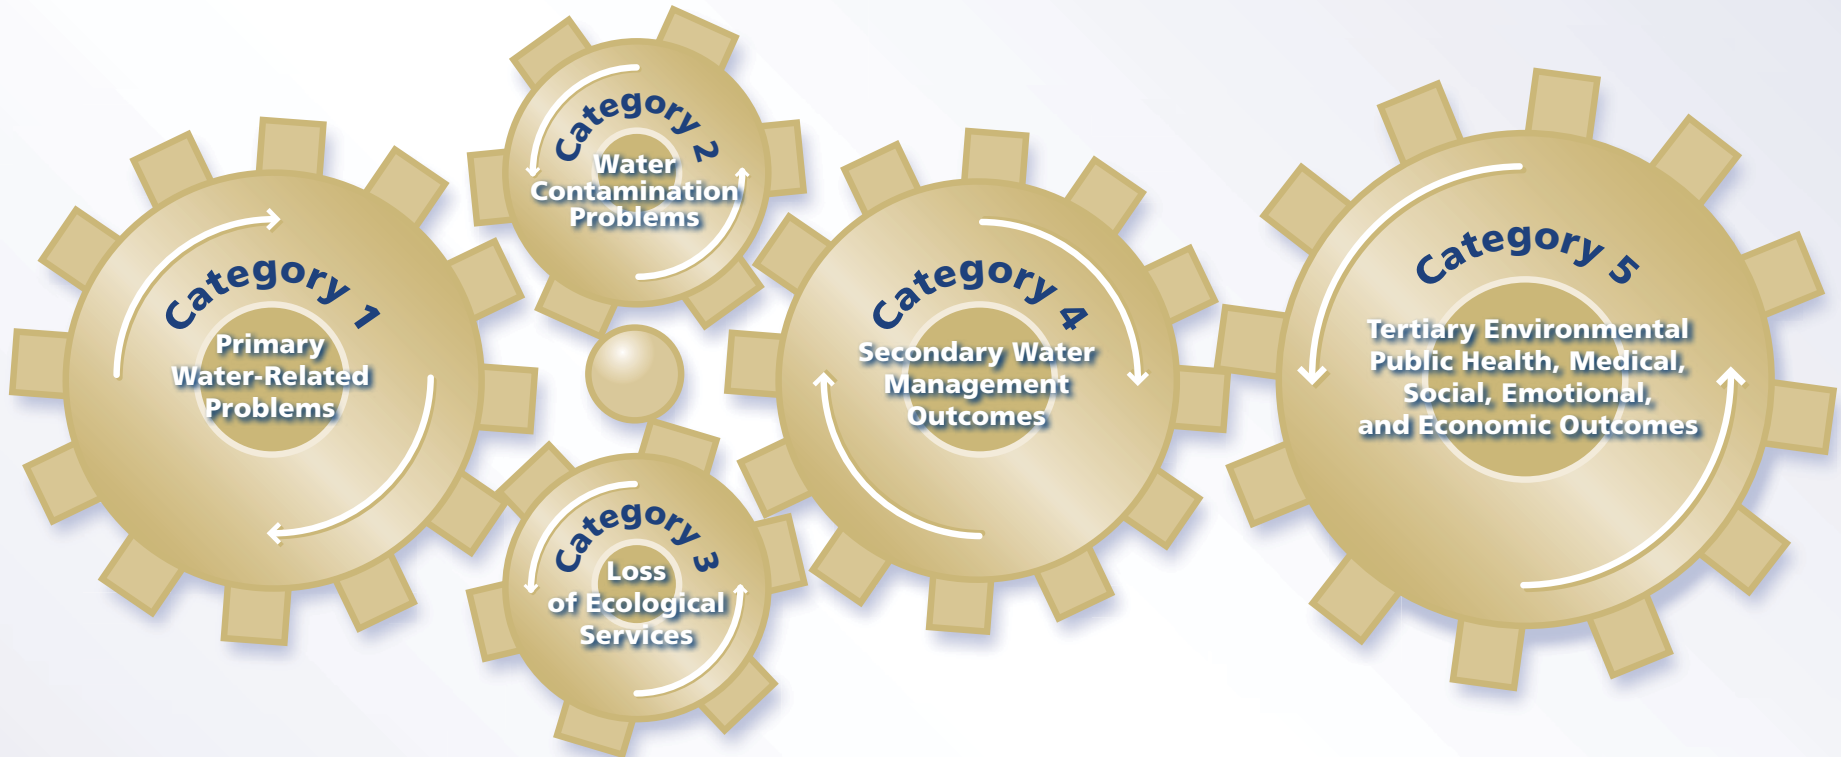 Category 1
Primary
Water-Related
Problems
Category 2
Water
Contamination
Problems
Category 3
Loss
of Ecological
Services
Category 4
Secondary Water
Management
Outcomes
Category 5
Tertiary Environmental
Public Health, Medical,
Social, Emotional,
and Economic Outcomes